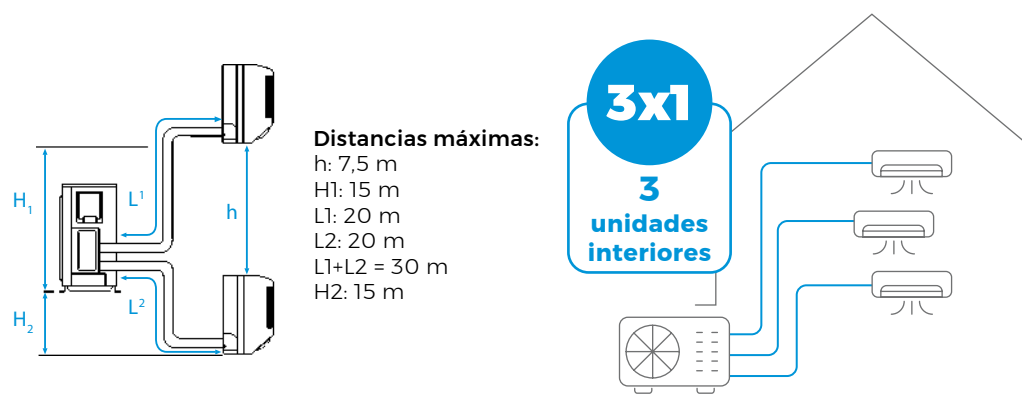 H₁
H₂
L¹
L²
h
Distancias máximas:
h: 7,5 m
H1: 15 m
L1: 20 m
L2: 20 m
L1+L2 = 30 m
H2: 15 m
3x1
3
unidades
interiores